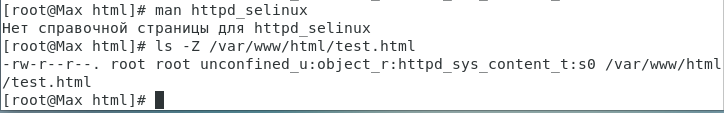 [root@Max html]# man httpd_selinux
Нет справочной страницы для httpd_selinux
[root@Max html]# ls -Z /var/www/html/test.html
-rw-r--r--. root root unconfined_u:object_r:httpd_sys_content_t:s0 /var/www/html
/test.html
[root@Max html]#